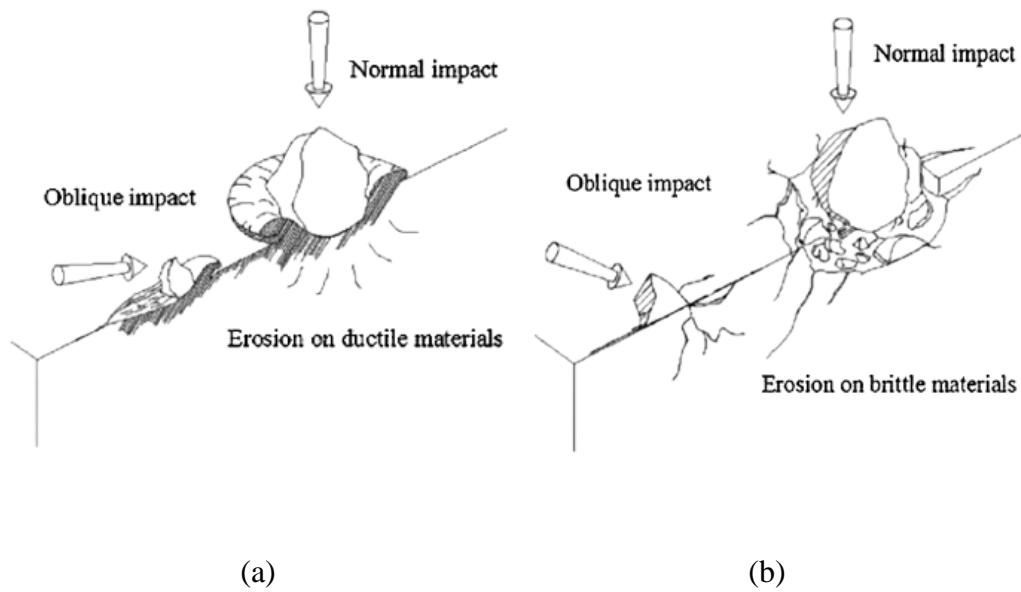 Normal impact
Oblique impact
Erosion on ductile materials
Normal impact
Oblique impact
Erosion on brittle materials
(a)
(b)